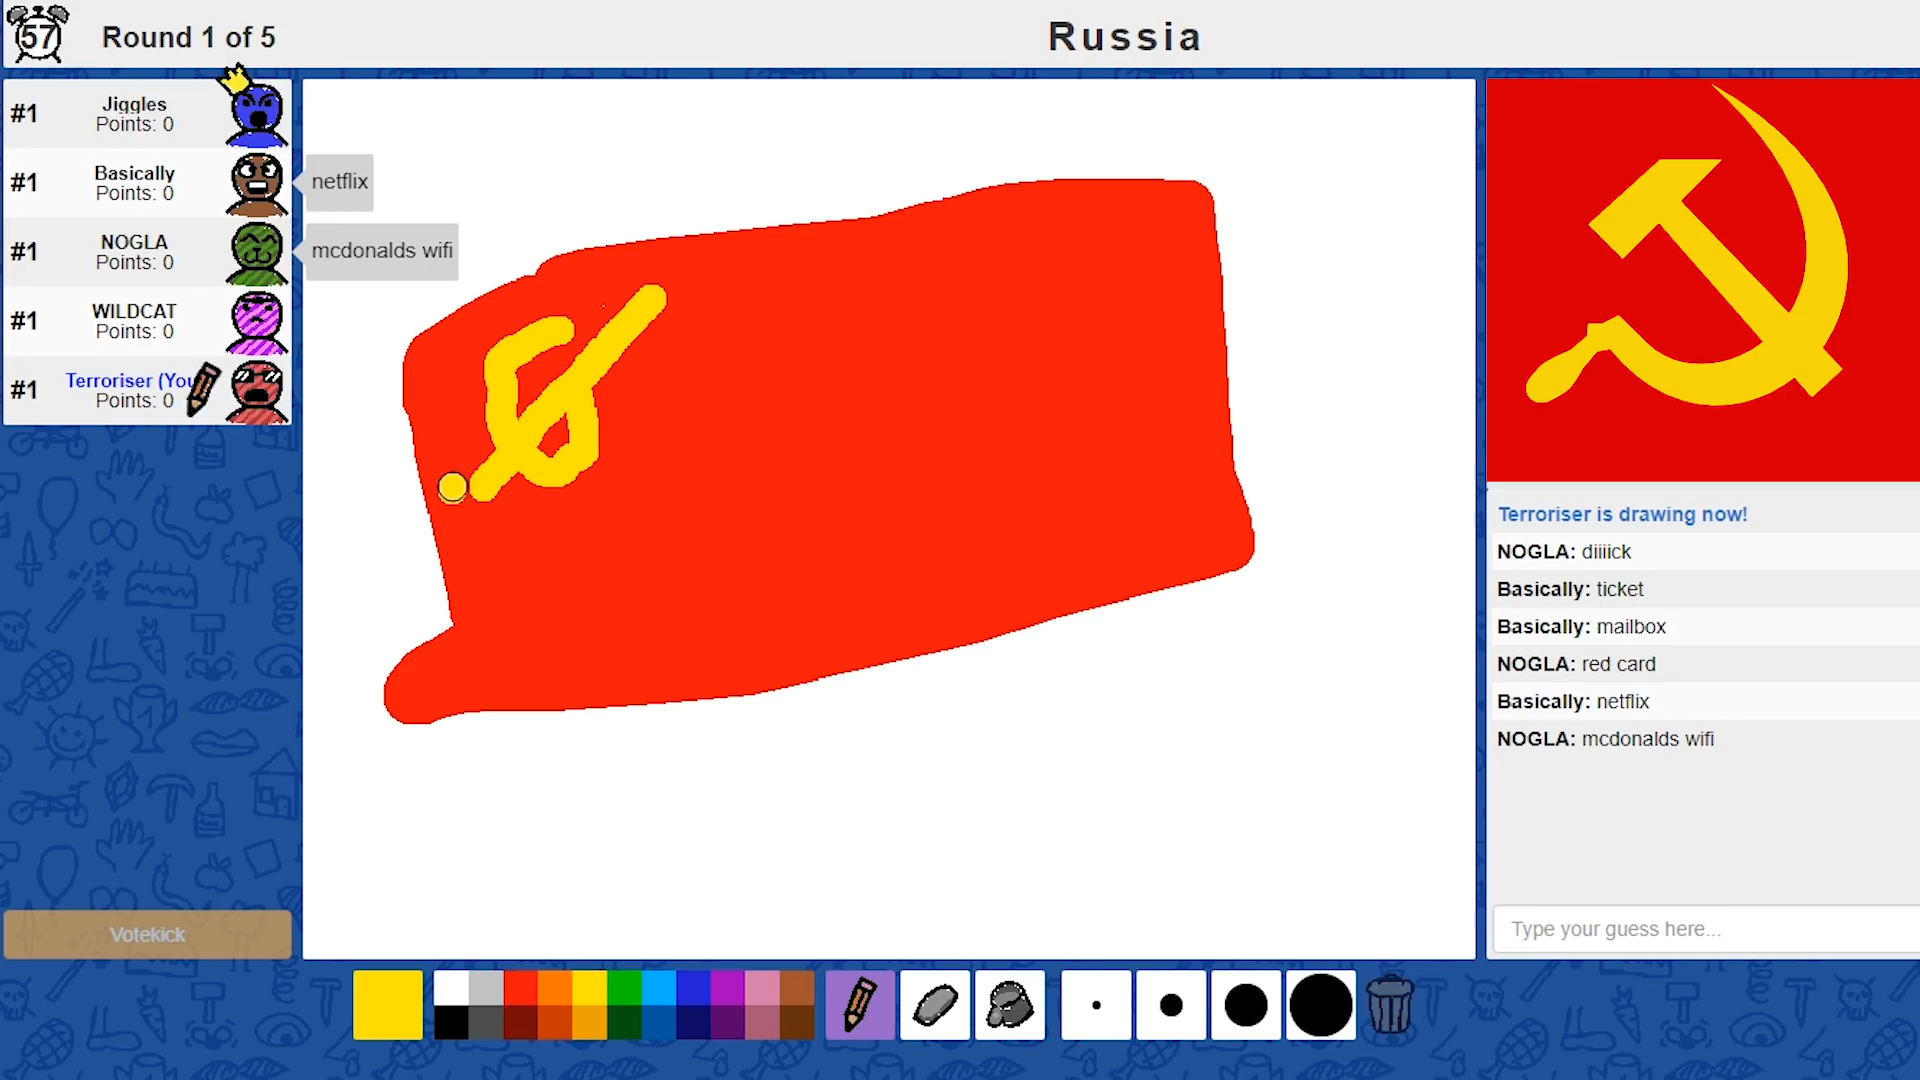 57
Round 1 of 5
Russia
#1
Jiggles
Points: 0
#1
Basically
Points: 0
netflix
#1
NOGLA
Points: 0
mcdonalds wifi
#1
WILDCAT
Points: 0
#1
Terroriser (You
Points: 0
Terroriser is drawing now!
NOGLA: diiiick
Basically: ticket
Basically: mailbox
NOGLA: red card
Basically: netflix
NOGLA: mcdonalds wifi
Type your guess here...
Votekick